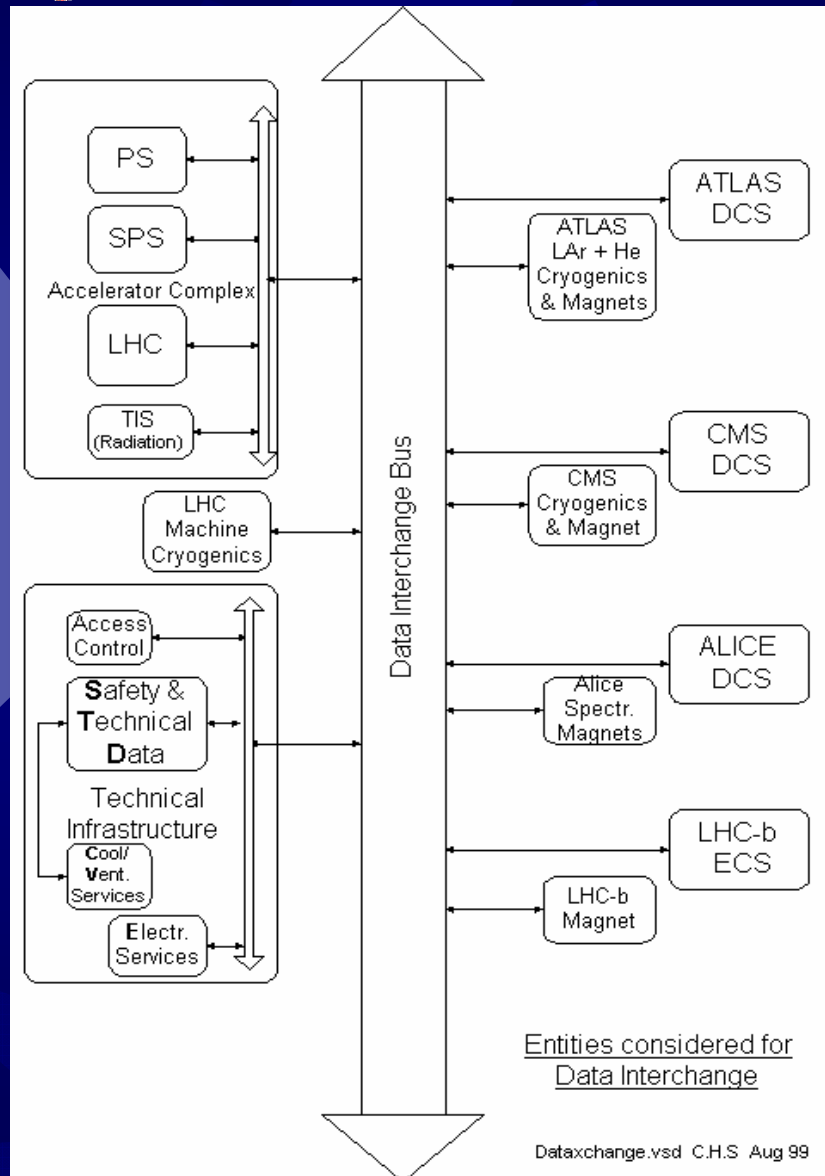 PS
SPS
Accelerator Complex
LHC
TIS
(Radiation)
LHC
Machine
Cryogenics
Access
Control
Safety &
Technical
Data
Technical
Infrastructure
Cool/
Vent.
Services
Electr.
Services
Data Interchange Bus
ATLAS
DCS
ATLAS
LAr + He
Cryogenics
& Magnets
CMS
DCS
CMS
Cryogenics
& Magnet
ALICE
DCS
Alice
Spectr.
Magnets
LHC-b
ECS
LHC-b
Magnet
Entities considered for
Data Interchange
Dataxchange.vsd C.H.S Aug 99